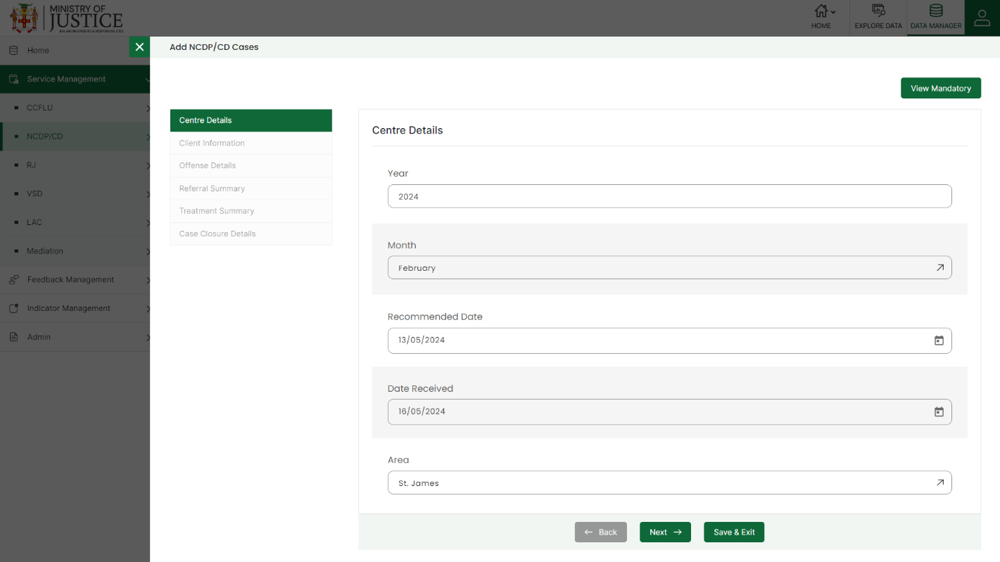 MINISTRY OF
JUSTICE
BALANCING RIGHTS & RESPONSIBILITIES
HOME
EXPLORE DATA
DATA MANAGER
Home
Add NCDP/CD Cases
Service Management
View Mandatory
CCFLU
NCDP/CD
RJ
VSD
LAC
Mediation
Feedback Management
Indicator Management
Admin
Centre Details
Client Information
Offense Details
Referral Summary
Treatment Summary
Case Closure Details
Centre Details
Year
2024
Month
February
Recommended Date
13/05/2024
Date Received
16/05/2024
Area
St. James
Back
Next
Save & Exit